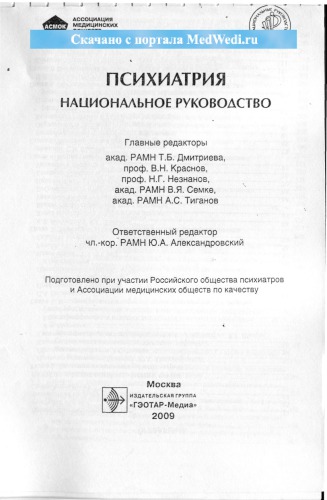 АСМОК
АССОЦИАЦИЯ
МЕДИЦИНСКИХ
Скачано с портала MedWedi.ru
ПСИХИАТРИЯ
НАЦИОНАЛЬНОЕ РУКОВОДСТВО
Главные редакторы
акад. РАМН Т.Б. Дмитриева,
проф. В.Н. Краснов,
проф. Н.Г. Незнанов,
акад. РАМН В.Я. Семке,
акад. РАМН А.С. Тиганов
Ответственный редактор
чл.-кор. РАМН Ю.А. Александровский
Подготовлено при участии Российского общества психиатров
и Ассоциации медицинских обществ по качеству
Москва
ИЗДАТЕЛЬСКАЯ ГРУППА
«ГЭОТАР-Медиа»
2009